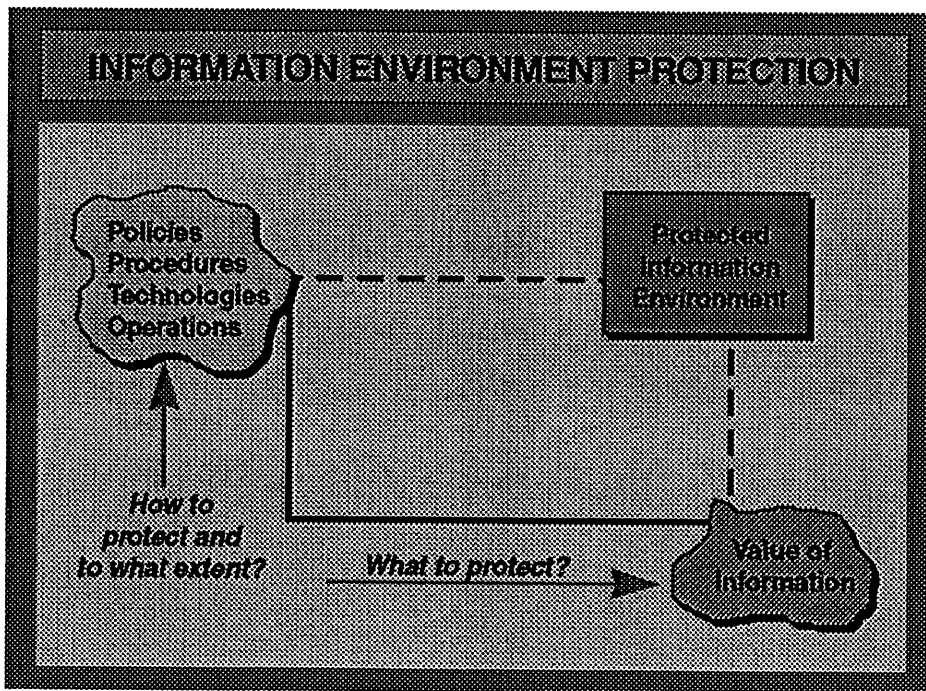 INFORMATION ENVIRONMENT PROTECTION
Policies
Procedures
Technologies
Operations
Protected
Information
Environment
How to
protect and
to what extent?
What to protect?
Value of
Information